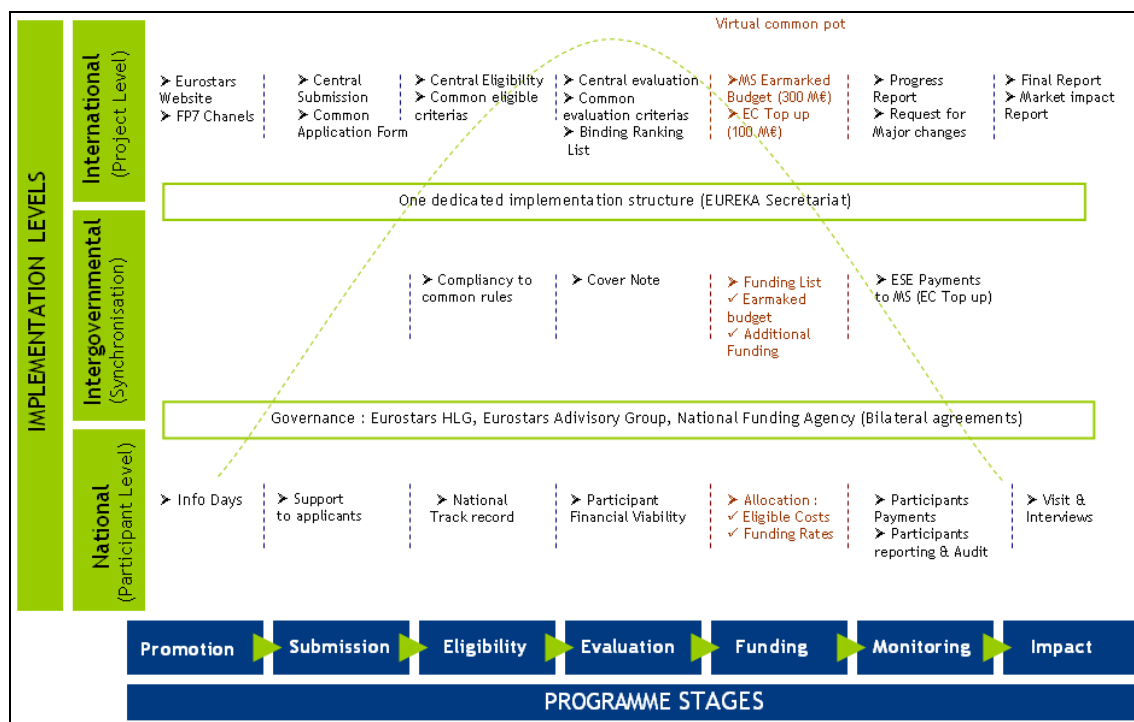 Virtual common pot
IMPLEMENTATION LEVELS
International
(Project Level)
➤ Eurostars
Website
➤ FP7 Chanels
➤ Central
Submission
➤ Common
Application Form
➤ Central Eligibility
➤ Common eligible
criterias
➤ Central evaluation
➤ Common
evaluation criterias
➤ Binding Ranking
List
➤MS Earmarked
Budget (300 M€)
➤ EC Top up
(100 M€)
➤ Progress
Report
➤ Request for
Major changes
➤ Final Report
➤ Market impact
Report
One dedicated implementation structure (EUREKA Secretariat)
Intergovernmental
(Synchronisation)
➤ Compliancy to
common rules
➤ Cover Note
➤ Funding List
✓ Earmaked
budget
✓ Additional
Funding
➤ ESE Payments
to MS (EC Top up)
Governance : Eurostars HLG, Eurostars Adivisory Group, National Funding Agency (Bilateral agreements)
National
(Participant Level)
➤ Info Days
➤ Support
to applicants
➤ National
Track record
➤ Participant
Financial Viability
➤ Allocation :
✓ Eligible Costs
✓ Funding Rates
➤ Participants
Payments
➤ Participants
reporting & Audit
➤ Visit &
Interviews
Promotion
Submission
Eligibility
Evaluation
Funding
Monitoring
Impact
PROGRAMME STAGES